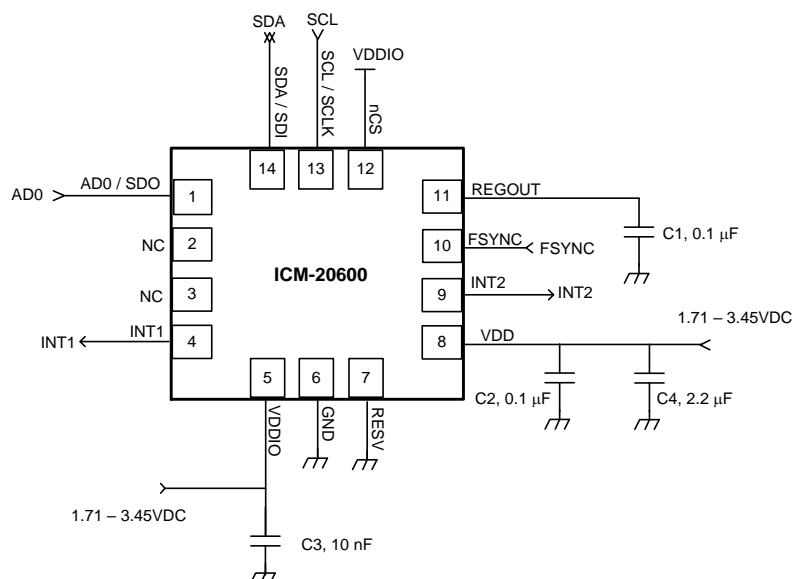 SDA
SCL
VDDIO
SDA / SDI
SCL / SCLK
nCS
14
13
12
AD0
AD0 / SDO
1
11
REGOUT
C1, 0.1 μF
NC
2
10
FSYNC
FSYNC
ICM-20600
NC
3
9
INT2
INT2
INT1
INT1
4
8
VDD
1.71 – 3.45VDC
5
6
7
C2, 0.1 μF
C4, 2.2 μF
VDDIO
GND
RESV
1.71 – 3.45VDC
C3, 10 nF